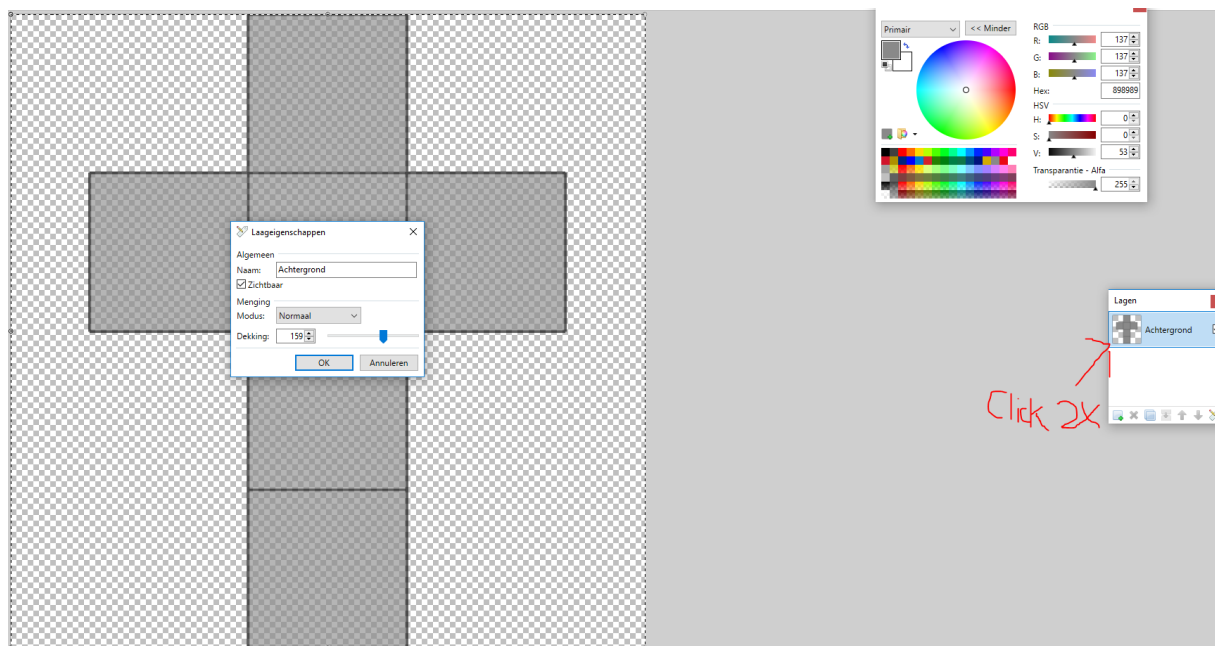 Primair
<< Minder
RGB
R: 137
G: 137
B: 137
Hex: 898989
HSV
H: 0
S: 0
V: 53
Transparantie - Alfa
255
Laageigenschappen
Algemeen
Naam: Achtergrond
Zichtbaar
Menging
Modus: Normaal
Dekking: 159
OK Annuleren
Lagen
Achtergrond
Click 2X